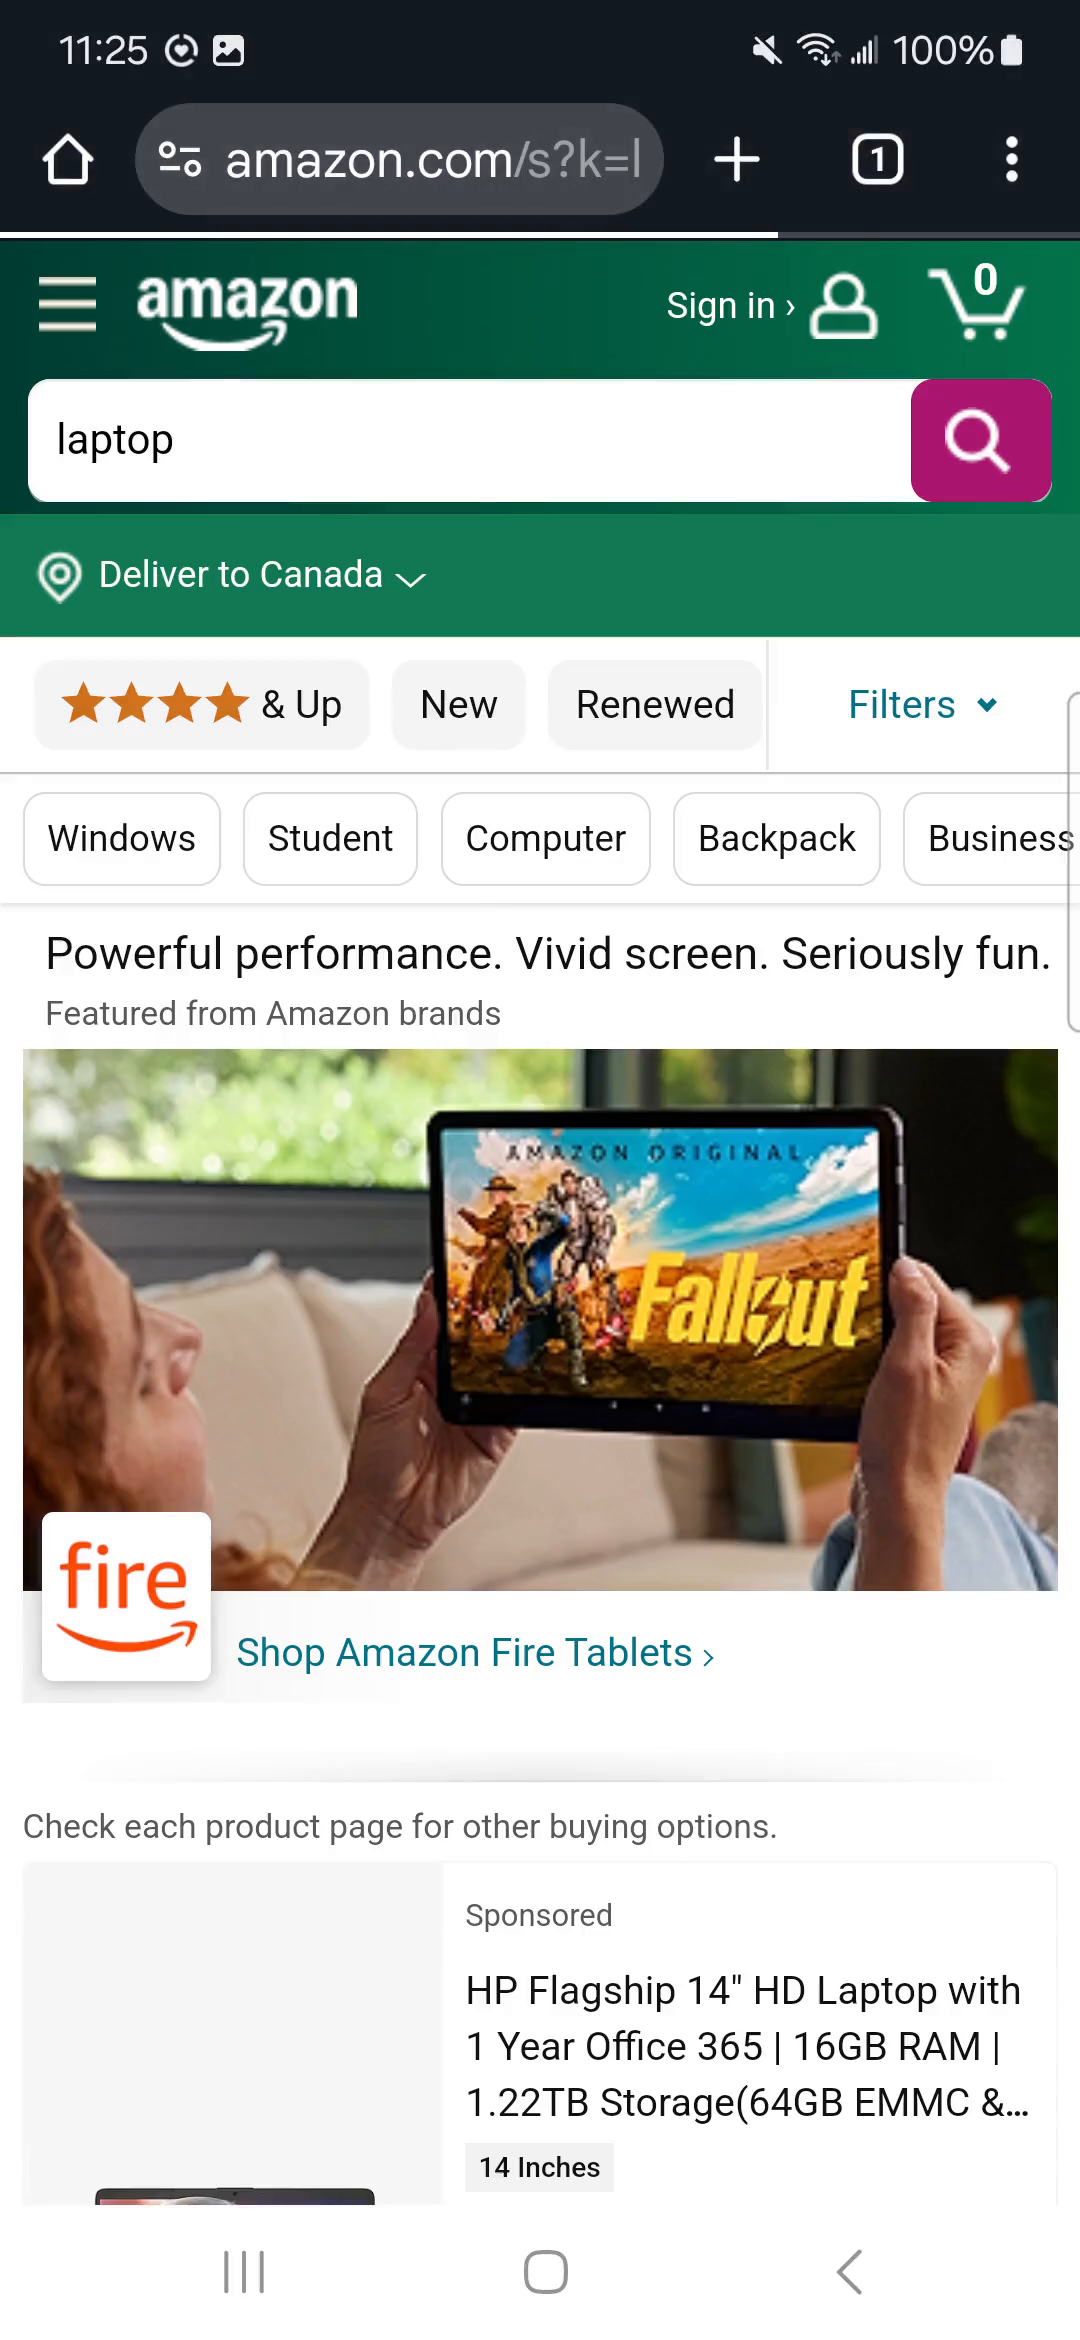 11:25 100%
amazon.com/s?k=l 1
amazon Sign in › 0
laptop
Deliver to Canada
& Up New Renewed Filters
Windows Student Computer Backpack Business
Powerful performance. Vivid screen. Seriously fun.
Featured from Amazon brands
AMAZON ORIGINAL
Fallout
fire
Shop Amazon Fire Tablets ›
Check each product page for other buying options.
Sponsored
HP Flagship 14" HD Laptop with
1 Year Office 365 | 16GB RAM |
1.22TB Storage(64GB EMMC &...
14 Inches